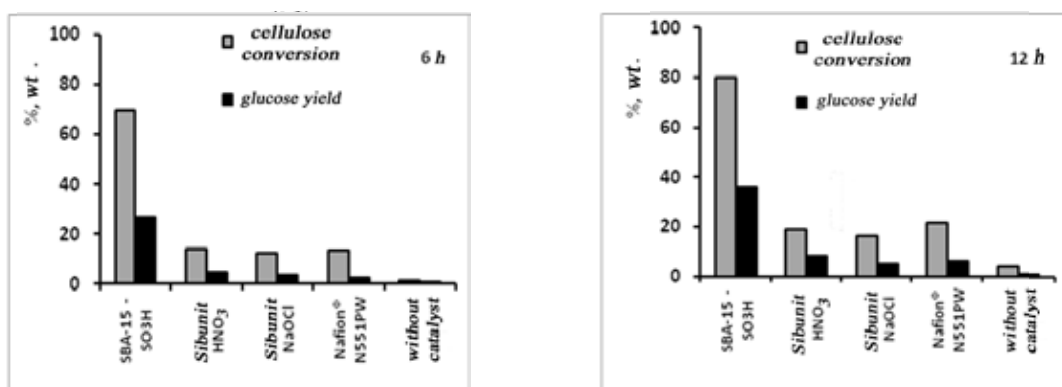 100
80
60
40
20
0
%, wt.
cellulose
conversion
glucose yield
6 h
SBA-15 -
SO3H
Sibunit
HNO3
Sibunit
NaOCl
Nafion®
N551PW
without
catalyst
100
80
60
40
20
0
%, wt.
cellulose
conversion
glucose yield
12 h
SBA-15 -
SO3H
Sibunit
HNO3
Sibunit
NaOCl
Nafion®
N551PW
without
catalyst